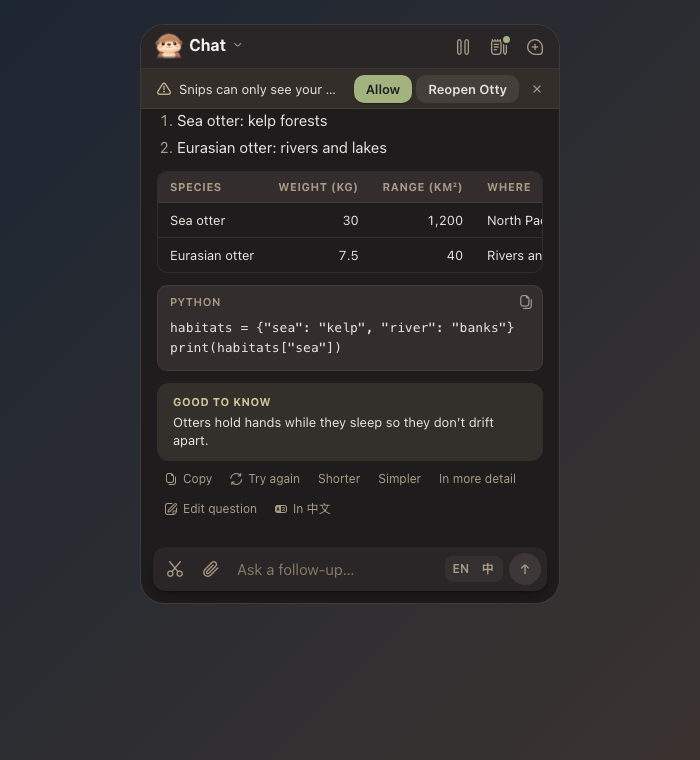 Chat
Snips can only see your ...
Allow
Reopen Otty
1. Sea otter: kelp forests
2. Eurasian otter: rivers and lakes
SPECIES WEIGHT (KG) RANGE (KM²) WHERE
Sea otter 30 1,200 North Pac
Eurasian otter 7.5 40 Rivers an
PYTHON
habitats = {"sea": "kelp", "river": "banks"}
print(habitats["sea"])
GOOD TO KNOW
Otters hold hands while they sleep so they don’t drift
apart.
Copy Try again Shorter Simpler In more detail
Edit question In 中文
Ask a follow-up... EN 中